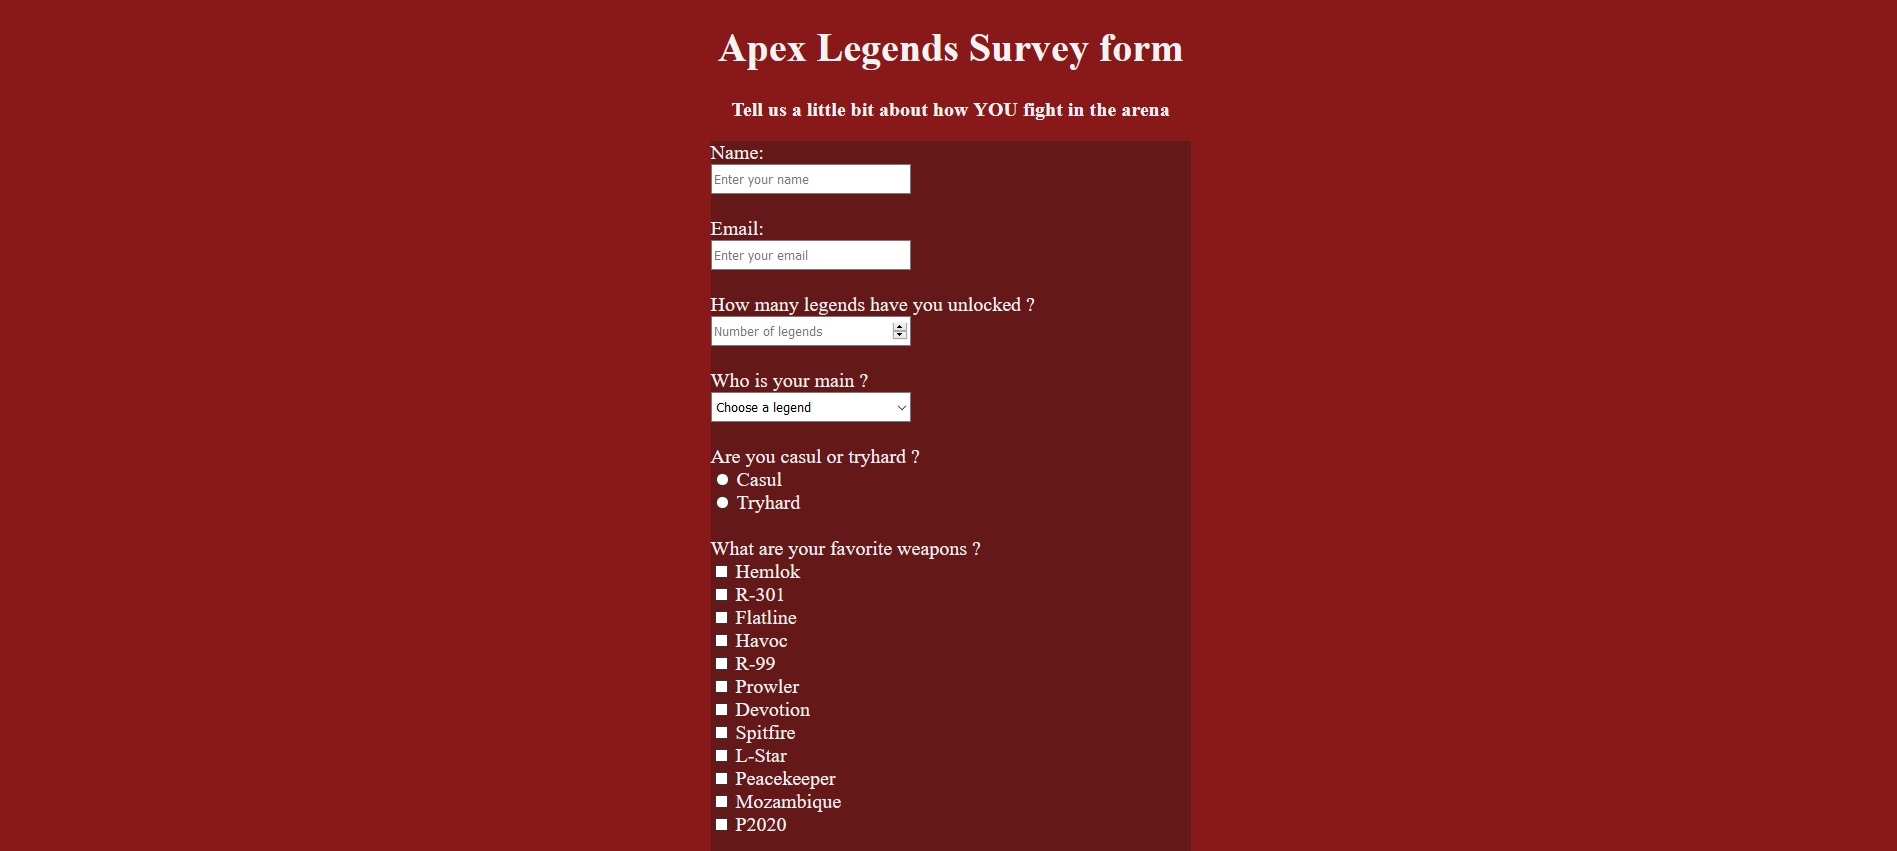 Apex Legends Survey form
Tell us a little bit about how YOU fight in the arena
Name:
Enter your name
Email:
Enter your email
How many legends have you unlocked ?
Number of legends
Who is your main ?
Choose a legend
Are you casul or tryhard ?
Casul
Tryhard
What are your favorite weapons ?
Hemlok
R-301
Flatline
Havoc
R-99
Prowler
Devotion
Spitfire
L-Star
Peacekeeper
Mozambique
P2020